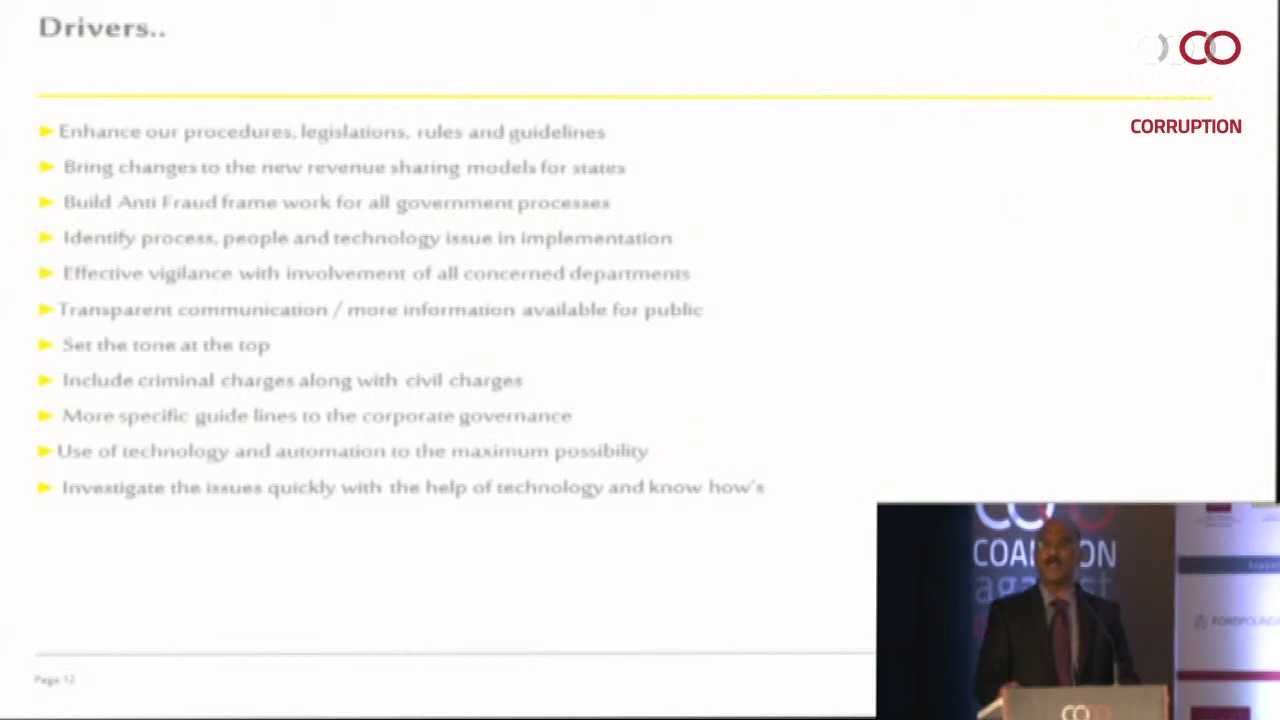 Drivers..
CORRUPTION
Enhance our procedures, legislations, rules and guidelines
Bring changes to the new revenue sharing models for states
Build Anti Fraud frame work for all government processes
Identify process, people and technology issue in implementation
Effective vigilance with involvement of all concerned departments
Transparent communication / more information available for public
Set the tone at the top
Include criminal charges along with civil charges
More specific guide lines to the corporate governance
Use of technology and automation to the maximum possibility
Investigate the issues quickly with the help of technology and know how's
COALITION
against
Page 12